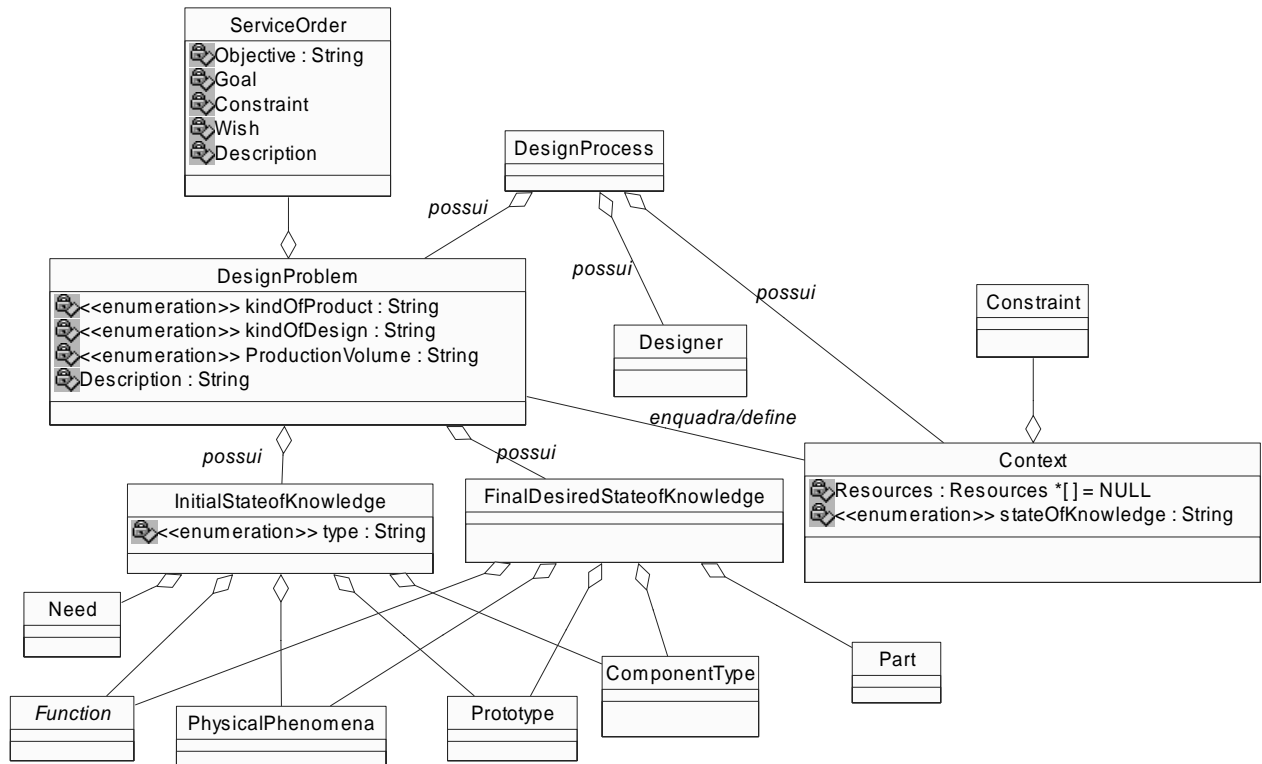 ServiceOrder
Objective : String
Goal
Constraint
Wish
Description
DesignProcess
possui
possui
possui
DesignProblem
<<enumeration>> kindOfProduct : String
<<enumeration>> kindOfDesign : String
<<enumeration>> ProductionVolume : String
Description : String
Designer
Constraint
enquadra/define
possui
possui
Context
Resources : Resources *[ ] = NULL
<<enumeration>> stateOfKnowledge : String
InitialStateofKnowledge
<<enumeration>> type : String
FinalDesiredStateofKnowledge
Need
Function
PhysicalPhenomena
Prototype
ComponentType
Part